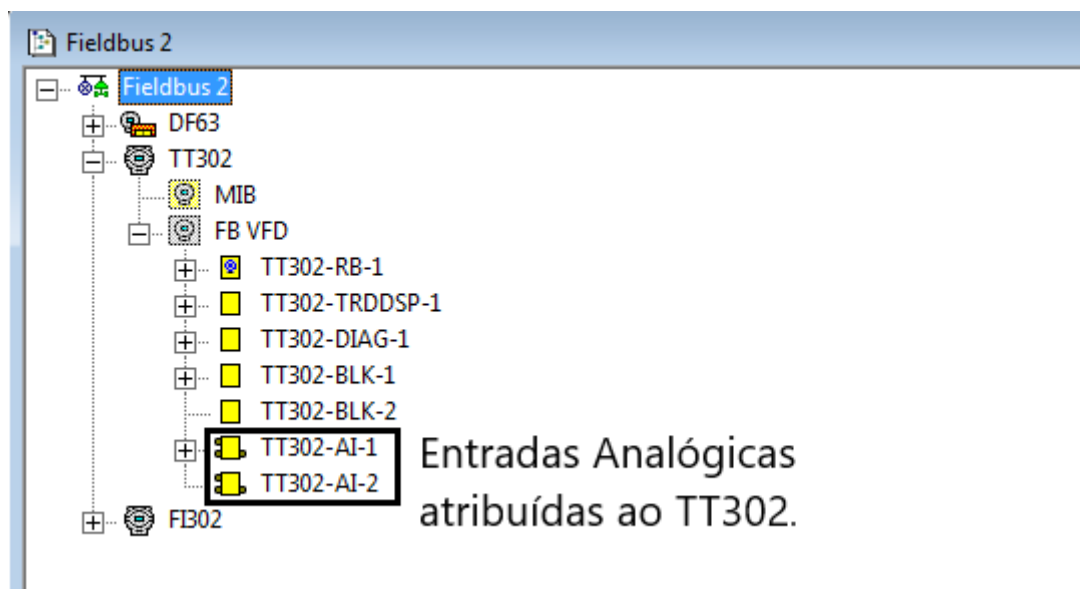 Fieldbus 2
Fieldbus 2
DF63
TT302
MIB
FB VFD
TT302-RB-1
TT302-TRDDSP-1
TT302-DIAG-1
TT302-BLK-1
TT302-BLK-2
TT302-AI-1
TT302-AI-2
Entradas Analógicas
atribuídas ao TT302.
FI302